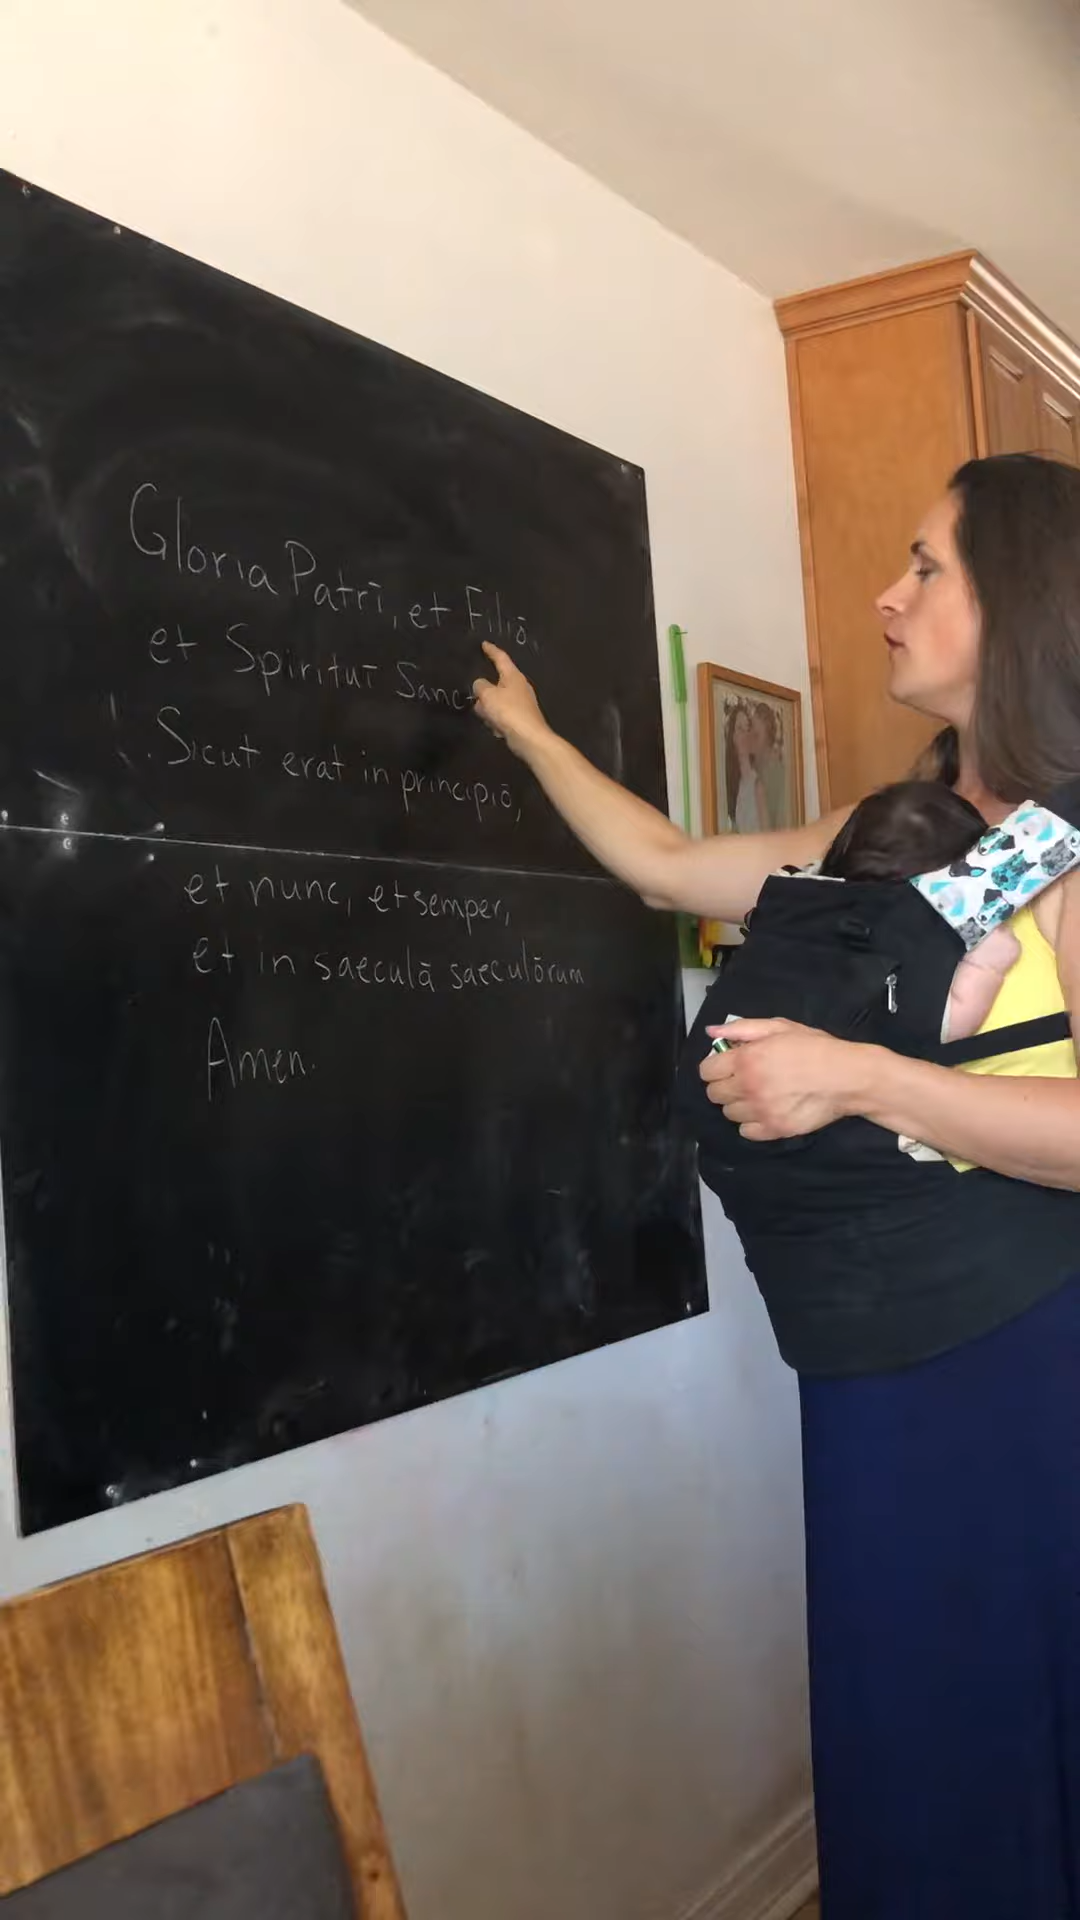 Gloria Patrī, et Filiō,
et Spirituī Sanct
Sicut erat in principiō,
et nunc, et semper,
et in saeculā saeculōrum
Amen.